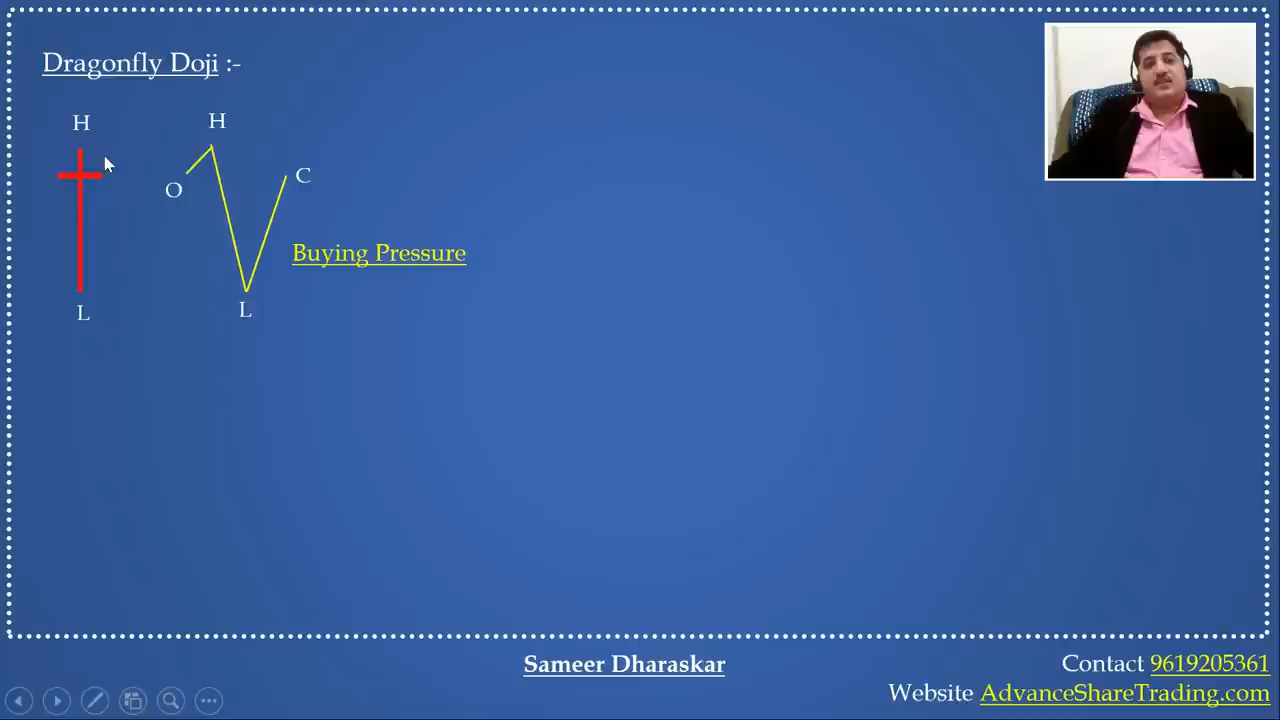 Dragonfly Doji :-
H
H
O
C
Buying Pressure
L
L
Sameer Dharaskar
Contact 9619205361
Website AdvanceShareTrading.com